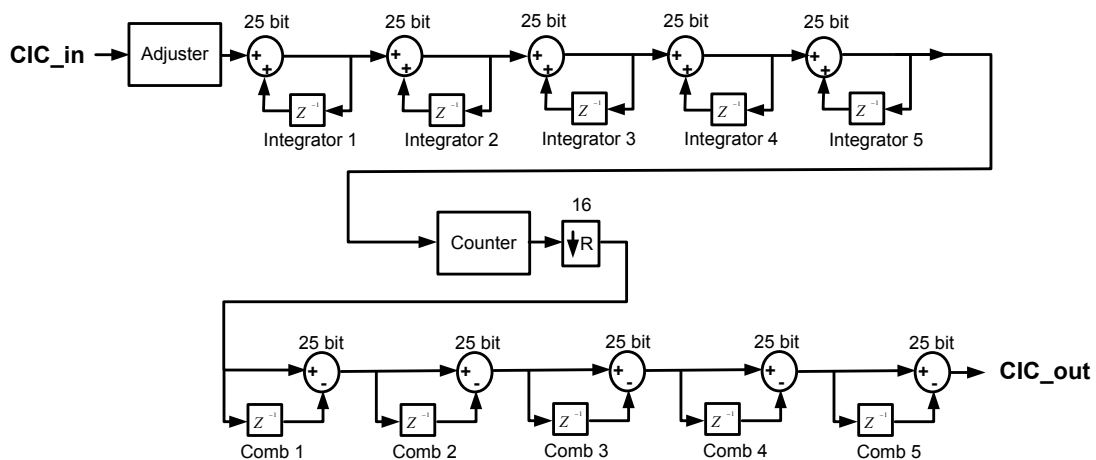 25 bit 25 bit 25 bit 25 bit 25 bit
CIC_in Adjuster + + + + + + + + + +
Z⁻¹ Z⁻¹ Z⁻¹ Z⁻¹ Z⁻¹
Integrator 1 Integrator 2 Integrator 3 Integrator 4 Integrator 5
16
Counter R
25 bit 25 bit 25 bit 25 bit 25 bit
+ - + - + - + - + - CIC_out
Z⁻¹ Z⁻¹ Z⁻¹ Z⁻¹ Z⁻¹
Comb 1 Comb 2 Comb 3 Comb 4 Comb 5